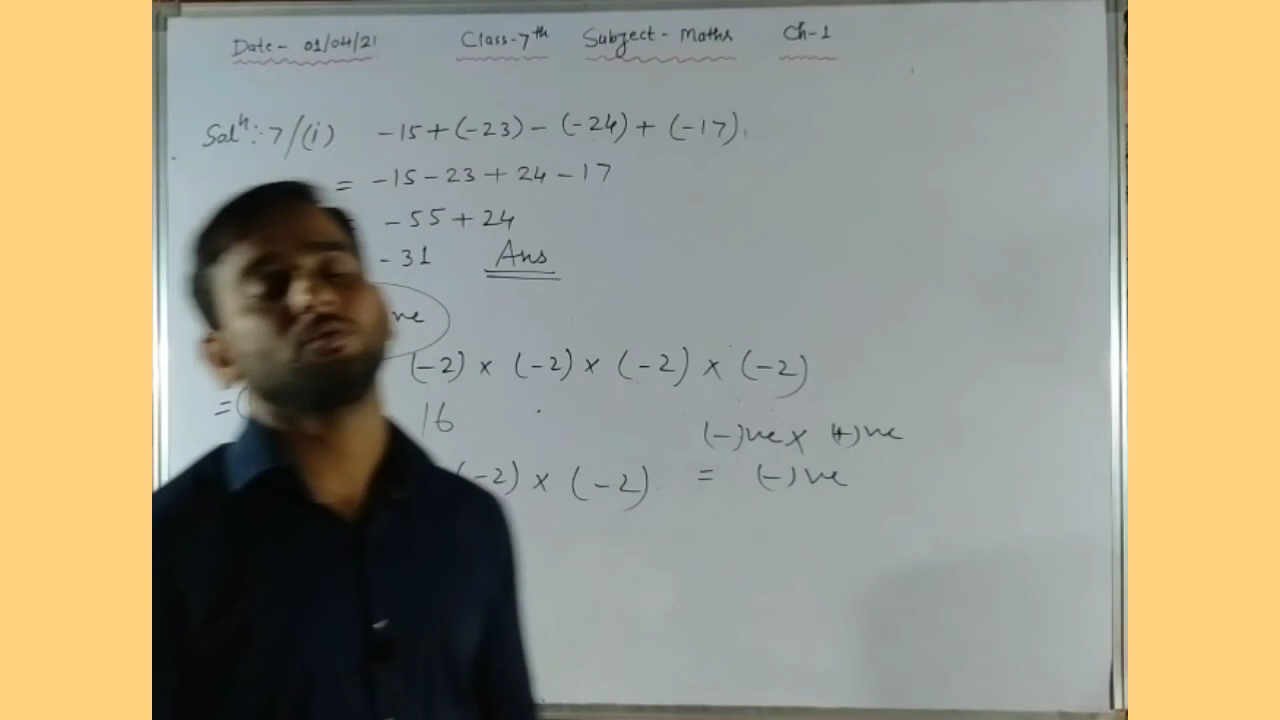 Date- 01/04/21 Class-7th Subject- Maths Ch-1
Solⁿ:-7/(i) -15+(-23)-(-24)+(-17).
= -15-23+24-17
= -55+24
-31 Ans
ve
(-2) × (-2) × (-2) × (-2)
=( 16
(-)ve × (+)ve
(-2) × (-2) = (-)ve